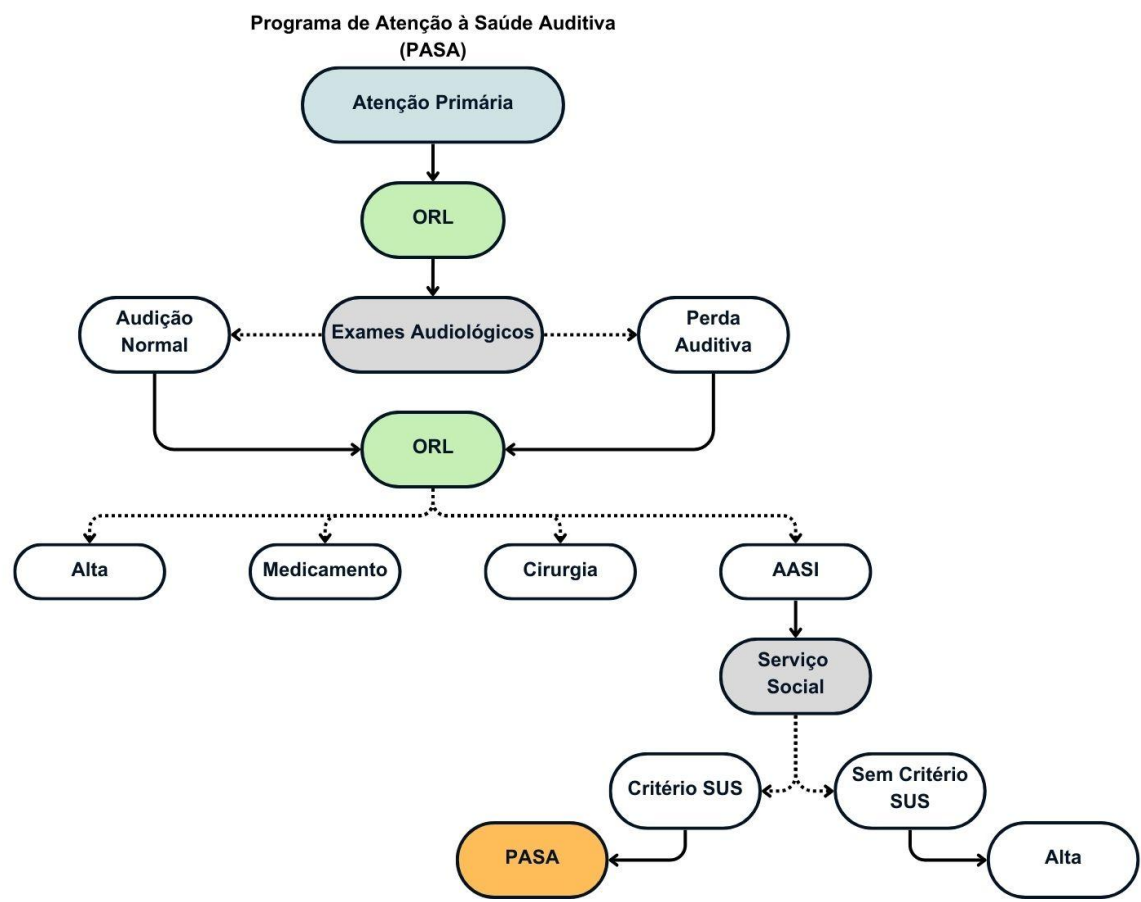 Programa de Atenção à Saúde Auditiva
(PASA)
Atenção Primária
ORL
Audição
Normal
Exames Audiológicos
Perda
Auditiva
ORL
Alta
Medicamento
Cirurgia
AASI
Serviço
Social
Critério SUS
Sem Critério
SUS
PASA
Alta